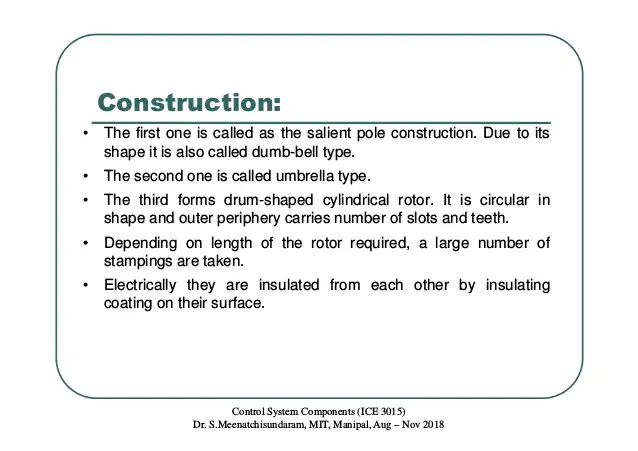 Construction:
• The first one is called as the salient pole construction. Due to its
shape it is also called dumb-bell type.
• The second one is called umbrella type.
• The third forms drum-shaped cylindrical rotor. It is circular in
shape and outer periphery carries number of slots and teeth.
• Depending on length of the rotor required, a large number of
stampings are taken.
• Electrically they are insulated from each other by insulating
coating on their surface.
Control System Components (ICE 3015)
Dr. S.Meenatchisundaram, MIT, Manipal, Aug – Nov 2018